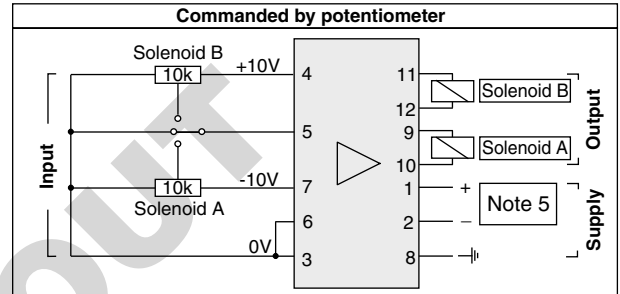 Commanded by potentiometer
Solenoid B
10k
+10V
4
5
10k
-10V
7
Solenoid A
6
0V
3
Input
11
Solenoid B
12
9
Solenoid A
10
Output
1
+
Note 5
2
–
8
Supply
OUT